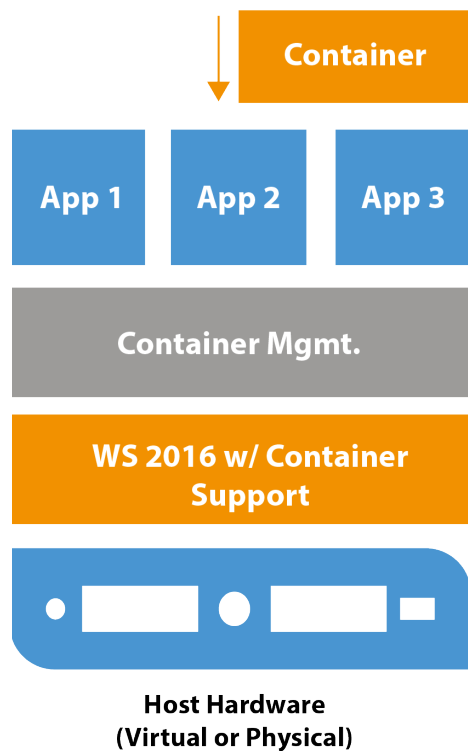 Container
App 1
App 2
App 3
Container Mgmt.
WS 2016 w/ Container
Support
Host Hardware
(Virtual or Physical)